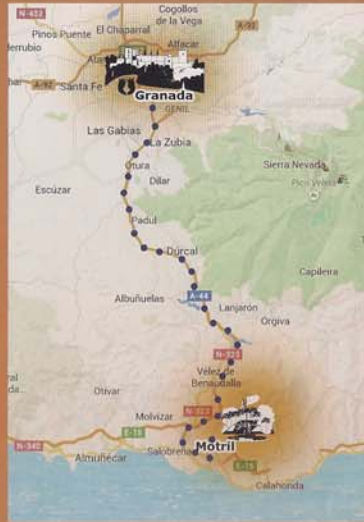 N-432
Cogollos
de la Vega
El Chaparral
Pinos Puente
A-92
Alfacar
Santa Fe
A-92
Granada
GENIL
Las Gabias
La Zubia
Otura
Sierra Nevada
Dílar
Pico Veleta
Escúzar
Padul
Dúrcal
Capileira
A-44
Albuñuelas
Lanjarón
Orgiva
N-323
Vélez de
Benaudalla
Otívar
Molvízar
N-323
E-15
N-340
Salobreña
Motril
Almuñécar
E-15
Calahonda